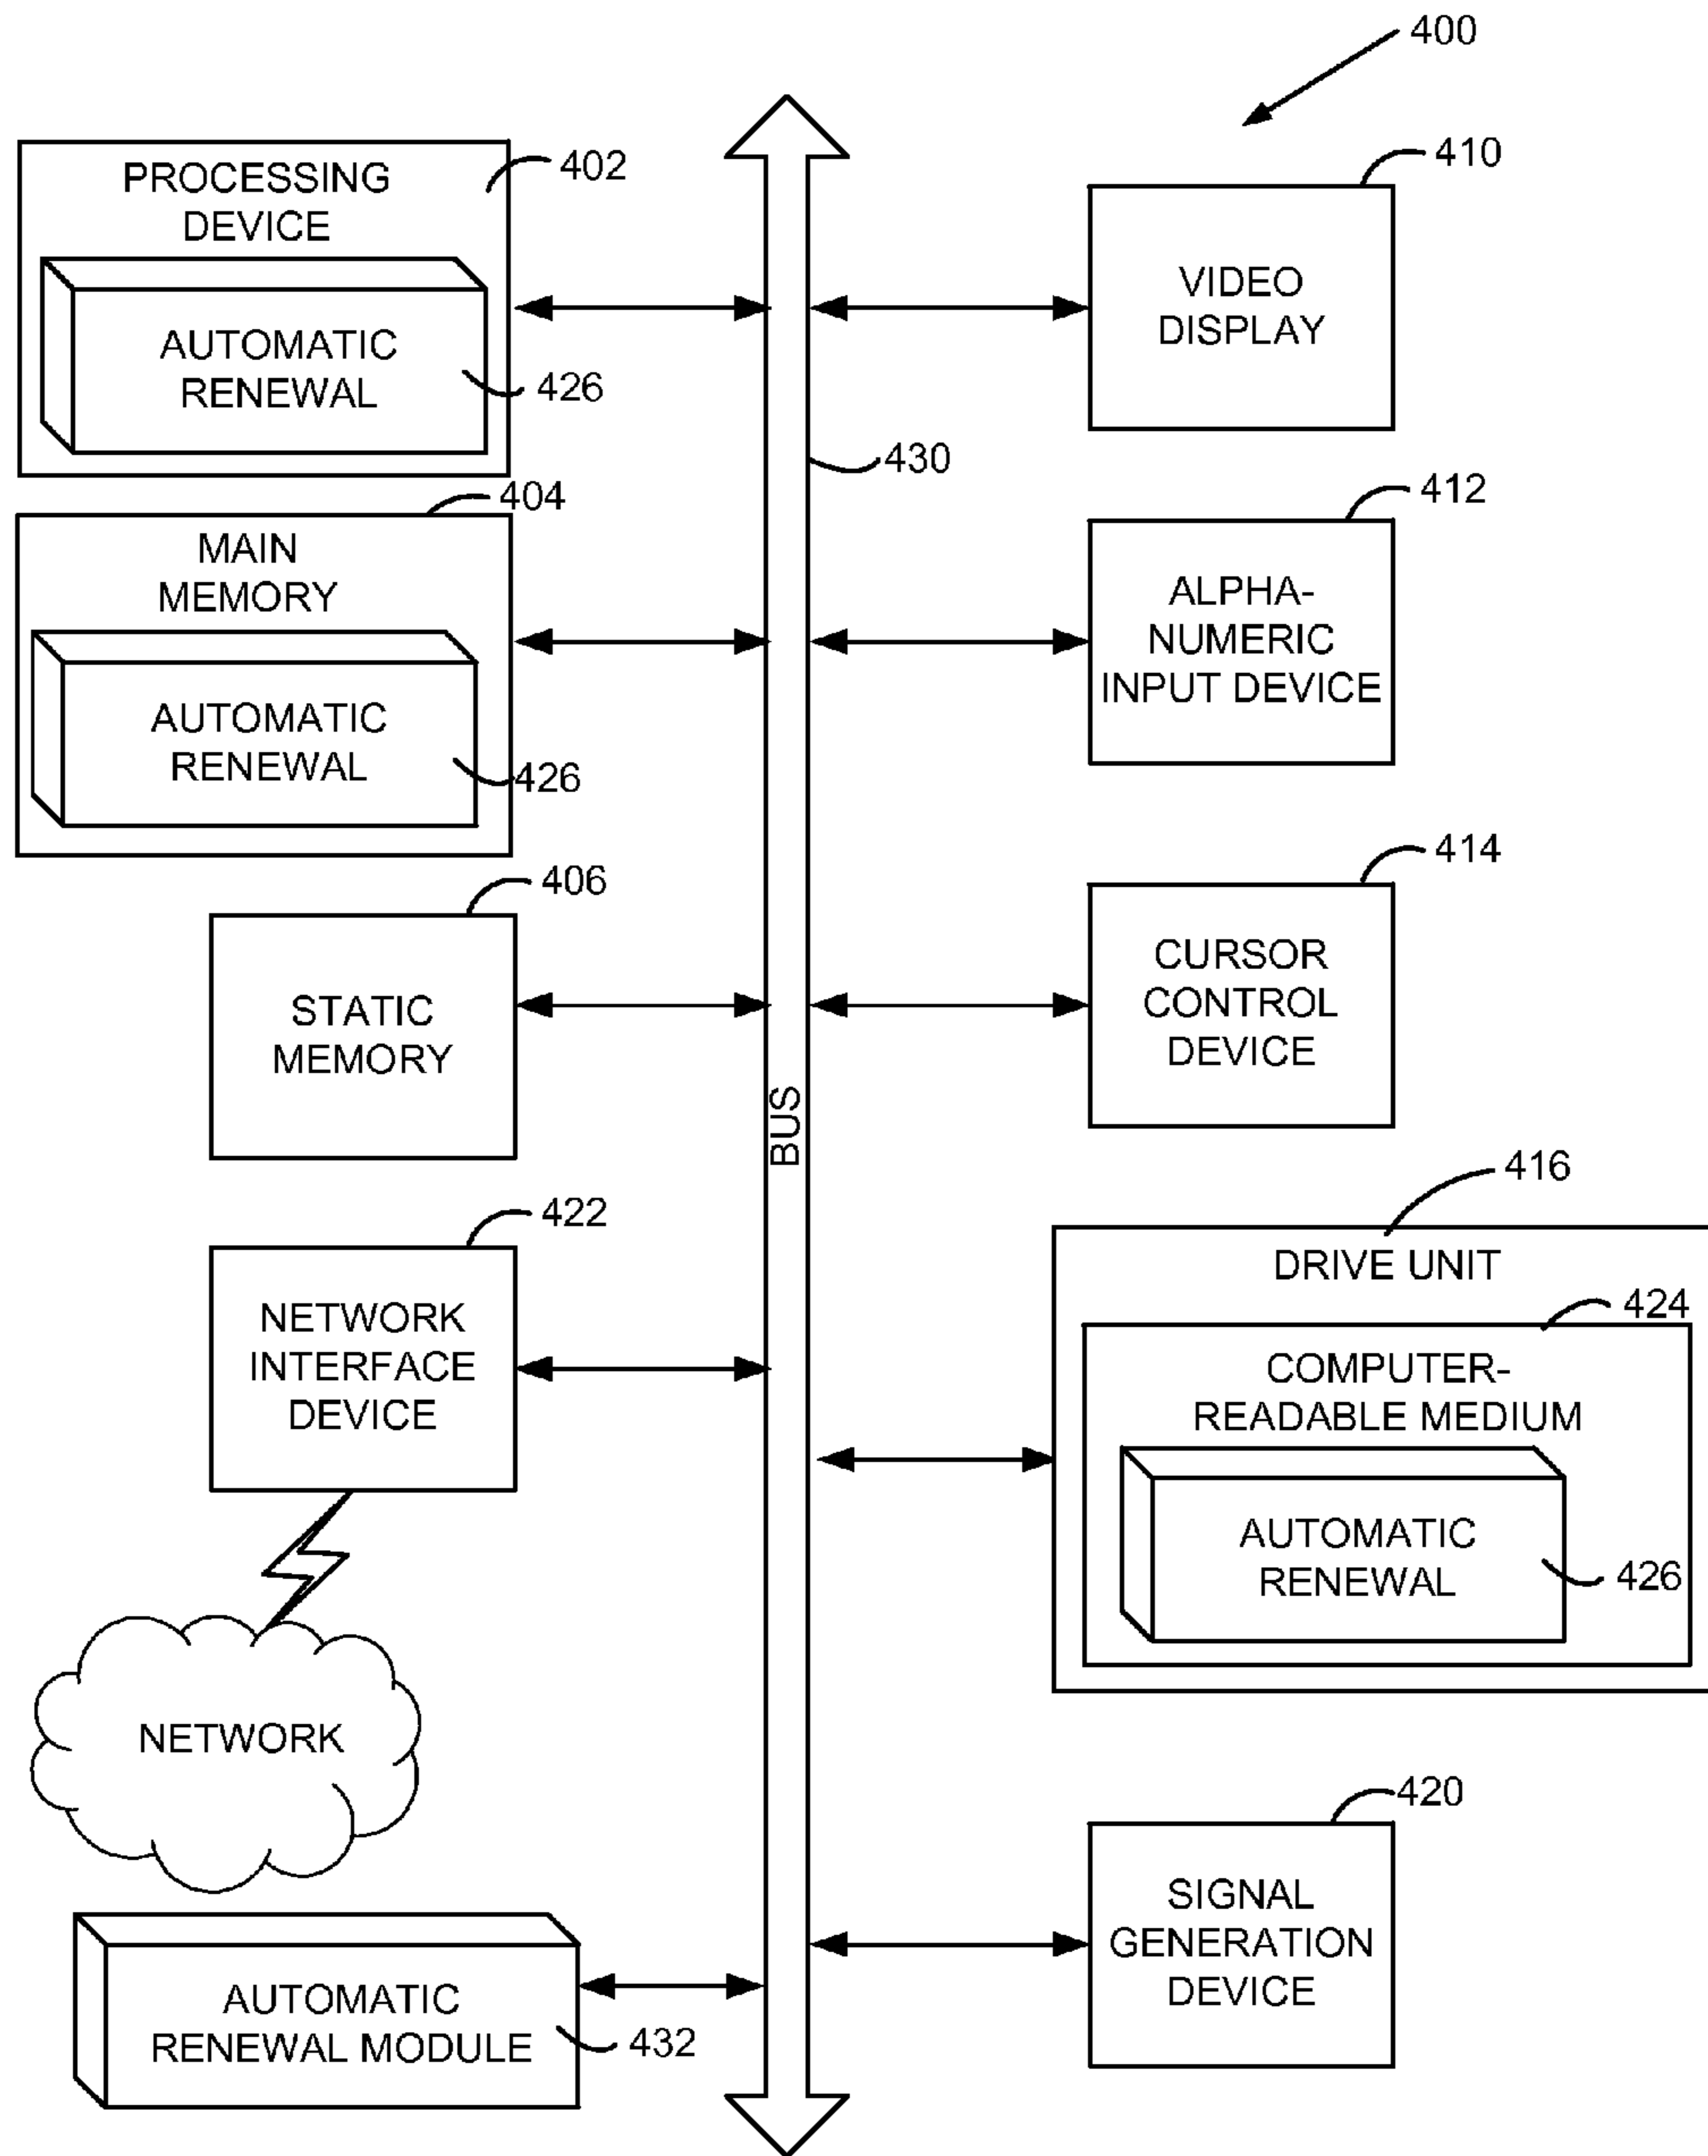 400
PROCESSING
DEVICE
402
AUTOMATIC
RENEWAL
426
410
VIDEO
DISPLAY
430
404
MAIN
MEMORY
AUTOMATIC
RENEWAL
426
412
ALPHA-
NUMERIC
INPUT DEVICE
406
STATIC
MEMORY
414
CURSOR
CONTROL
DEVICE
BUS
422
NETWORK
INTERFACE
DEVICE
416
DRIVE UNIT
424
COMPUTER-
READABLE MEDIUM
AUTOMATIC
RENEWAL
426
NETWORK
420
SIGNAL
GENERATION
DEVICE
AUTOMATIC
RENEWAL MODULE
432